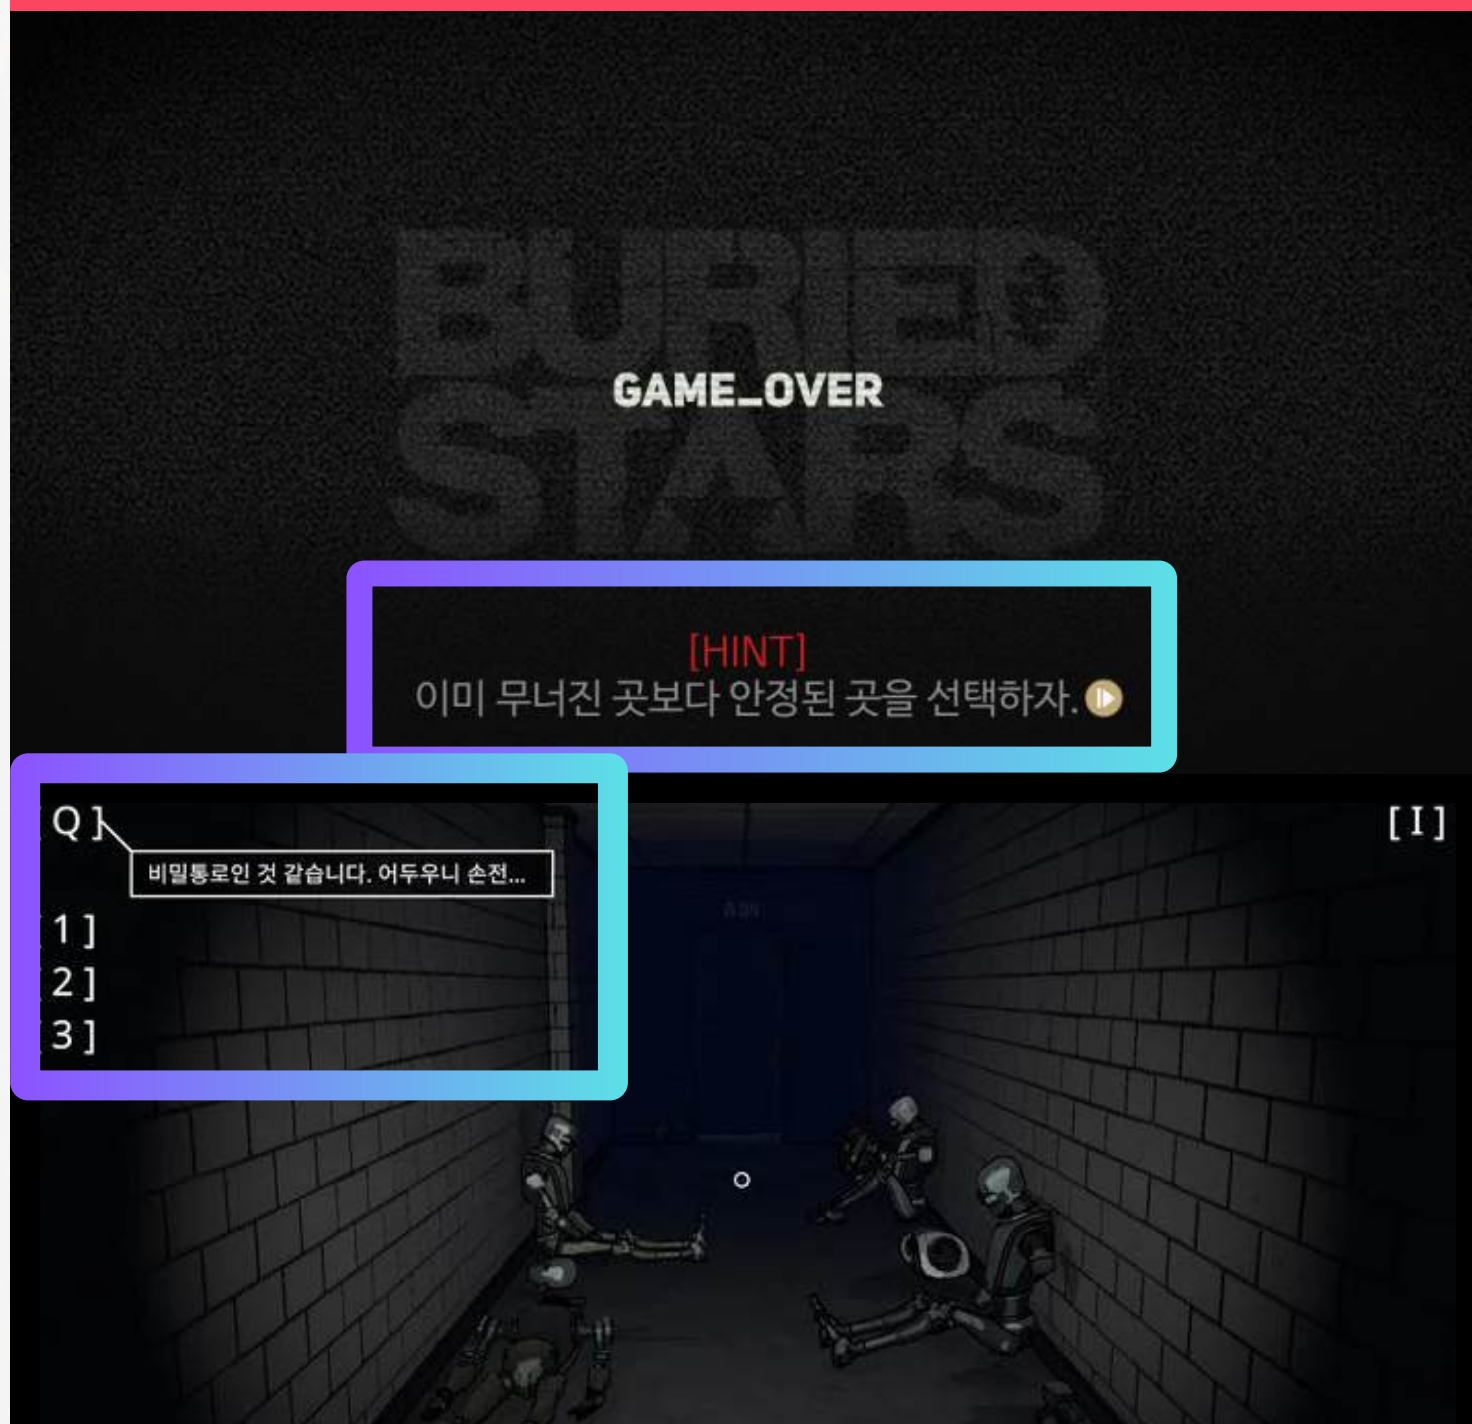 BURIED
GAME_OVER
STARS
[HINT]
이미 무너진 곳보다 안정된 곳을 선택하자.
Q ]
[ I ]
비밀통로인 것 같습니다. 어두우니 손전...
1 ]
2 ]
3 ]